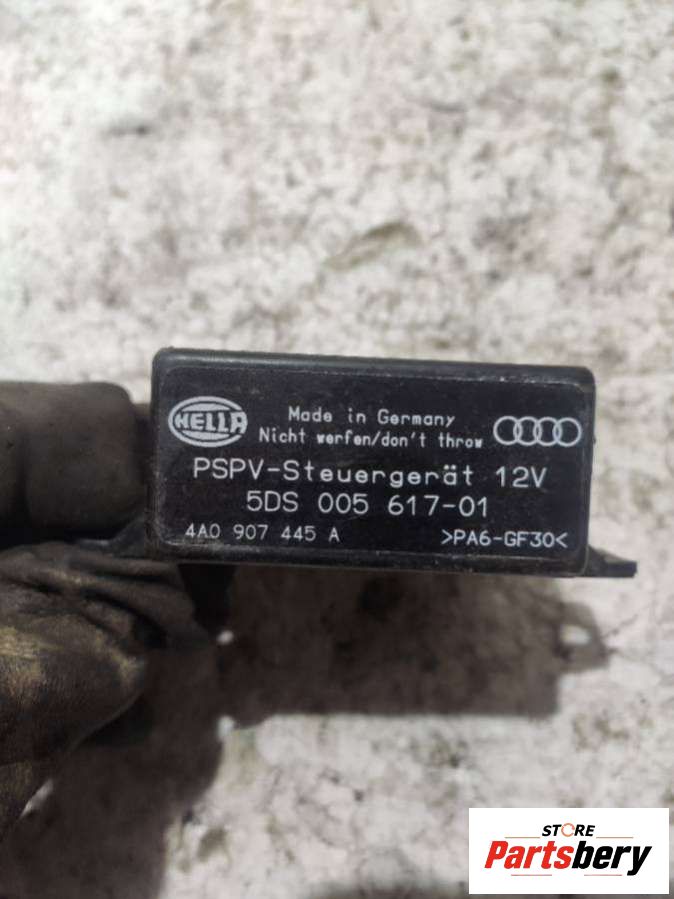 HELLA
Made in Germany
Nicht werfen/don't throw
PSPV-Steuergerät 12V
5DS 005 617-01
4A0 907 445 A >PA6-GF30<
STORE
Partsbery